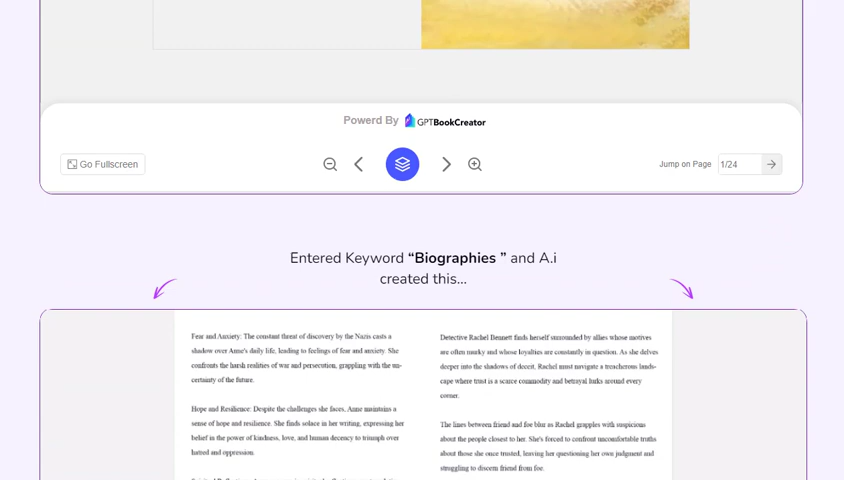 Powerd By GPTBookCreator
Go Fullscreen
Jump on Page 1/24
Entered Keyword “Biographies ” and A.i
created this...
Fear and Anxiety: The constant threat of discovery by the Nazis casts a
shadow over Anne's daily life, leading to feelings of fear and anxiety. She
confronts the harsh realities of war and persecution, grappling with the un-
certainty of the future.
Hope and Resilience: Despite the challenges she faces, Anne maintains a
sense of hope and resilience. She finds solace in her writing, expressing her
belief in the power of kindness, love, and human decency to triumph over
hatred and oppression.
Detective Rachel Bennett finds herself surrounded by allies whose motives
are often murky and whose loyalties are constantly in question. As she delves
deeper into the shadows of deceit, Rachel must navigate a treacherous lands-
cape where trust is a scarce commodity and betrayal lurks around every
corner.
The lines between friend and foe blur as Rachel grapples with suspicions
about the people closest to her. She's forced to confront uncomfortable truths
about those she once trusted, leaving her questioning her own judgment and
struggling to discern friend from foe.